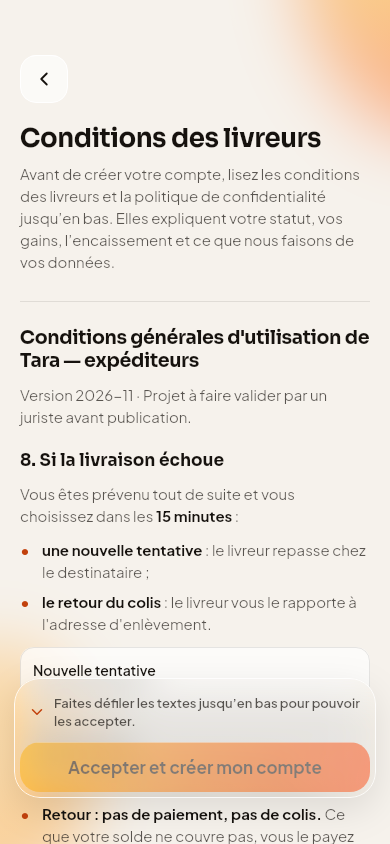 Conditions des livreurs
Avant de créer votre compte, lisez les conditions
des livreurs et la politique de confidentialité
jusqu’en bas. Elles expliquent votre statut, vos
gains, l’encaissement et ce que nous faisons de
vos données.
Conditions générales d'utilisation de
Tara — expéditeurs
Version 2026-11 · Projet à faire valider par un
juriste avant publication.
8. Si la livraison échoue
Vous êtes prévenu tout de suite et vous
choisissez dans les 15 minutes :
• une nouvelle tentative : le livreur repasse chez
le destinataire ;
• le retour du colis : le livreur vous le rapporte à
l'adresse d'enlèvement.
Nouvelle tentative
Faites défiler les textes jusqu’en bas pour pouvoir
les accepter.
Accepter et créer mon compte
• Retour : pas de paiement, pas de colis. Ce
que votre solde ne couvre pas, vous le payez